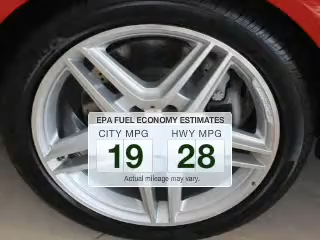 EPA FUEL ECONOMY ESTIMATES
CITY MPG HWY MPG
19 28
Actual mileage may vary.